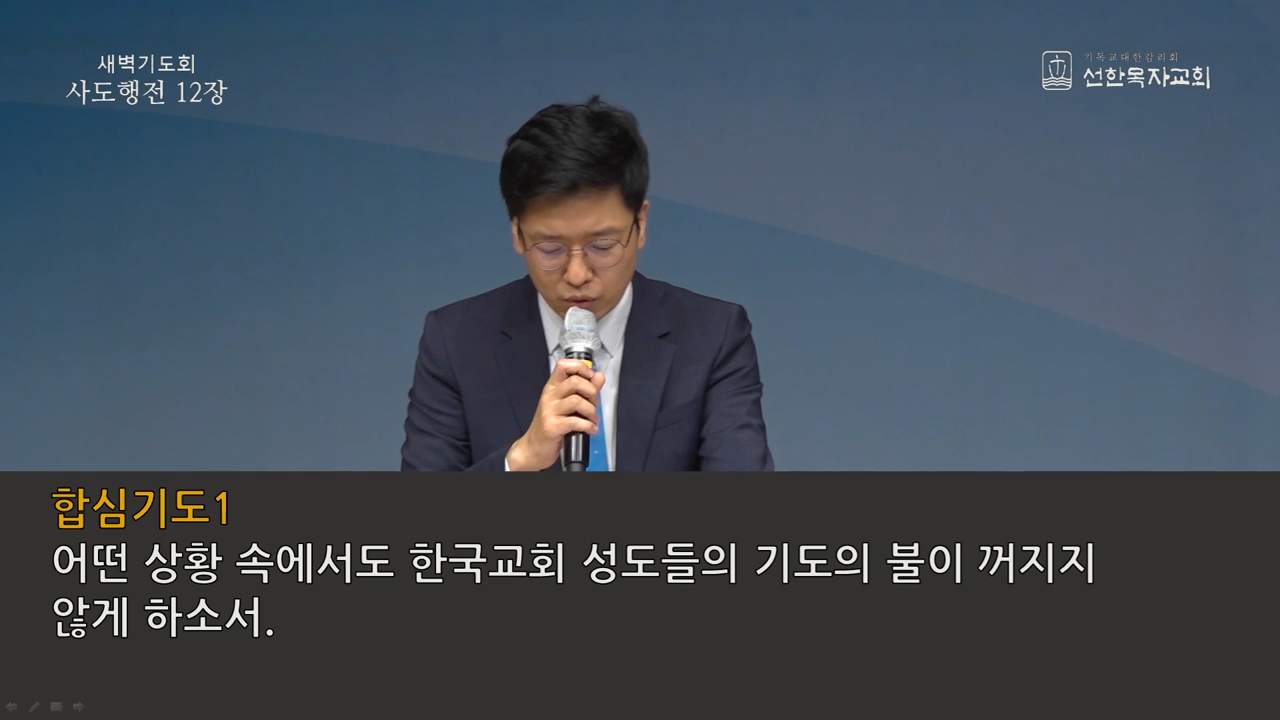 새벽기도회
사도행전 12장
기독교대한감리회
선한목자교회
합심기도1
어떤 상황 속에서도 한국교회 성도들의 기도의 불이 꺼지지
않게 하소서.